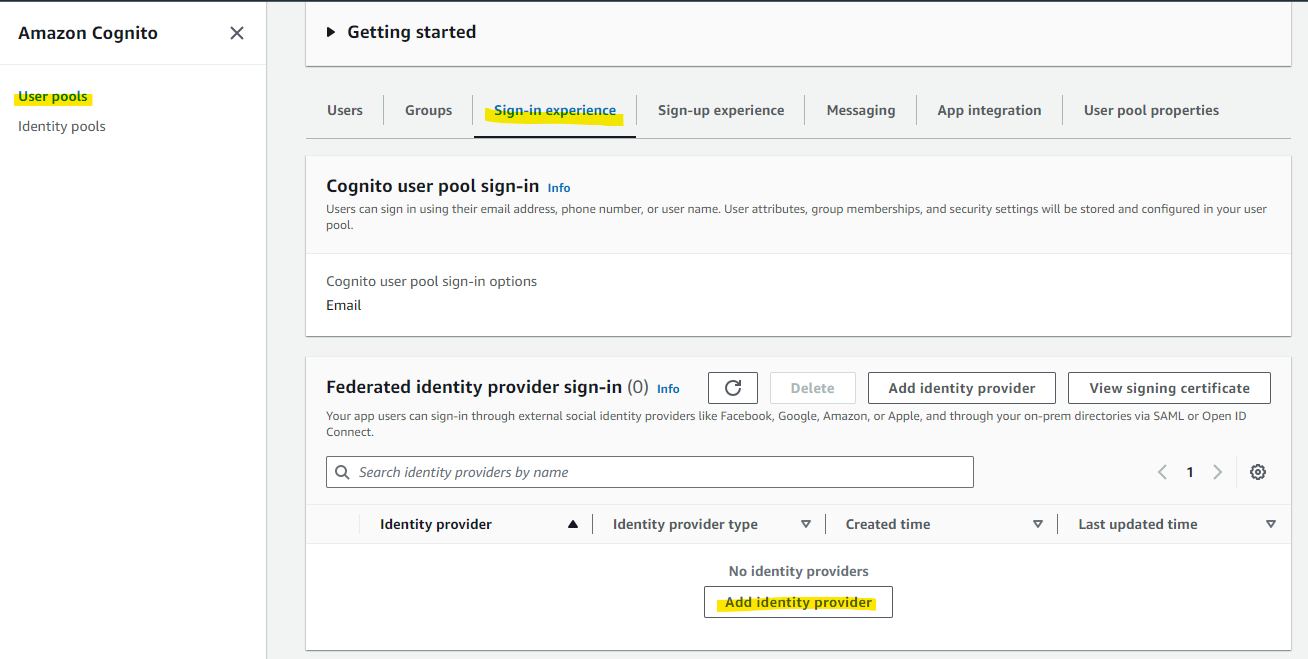 Amazon Cognito
User pools
Identity pools
Getting started
Users
Groups
Sign-in experience
Sign-up experience
Messaging
App integration
User pool properties
Cognito user pool sign-in Info
Users can sign in using their email address, phone number, or user name. User attributes, group memberships, and security settings will be stored and configured in your user
pool.
Cognito user pool sign-in options
Email
Federated identity provider sign-in (0) Info
Delete
Add identity provider
View signing certificate
Your app users can sign-in through external social identity providers like Facebook, Google, Amazon, or Apple, and through your on-prem directories via SAML or Open ID
Connect.
Search identity providers by name
1
Identity provider
Identity provider type
Created time
Last updated time
No identity providers
Add identity provider